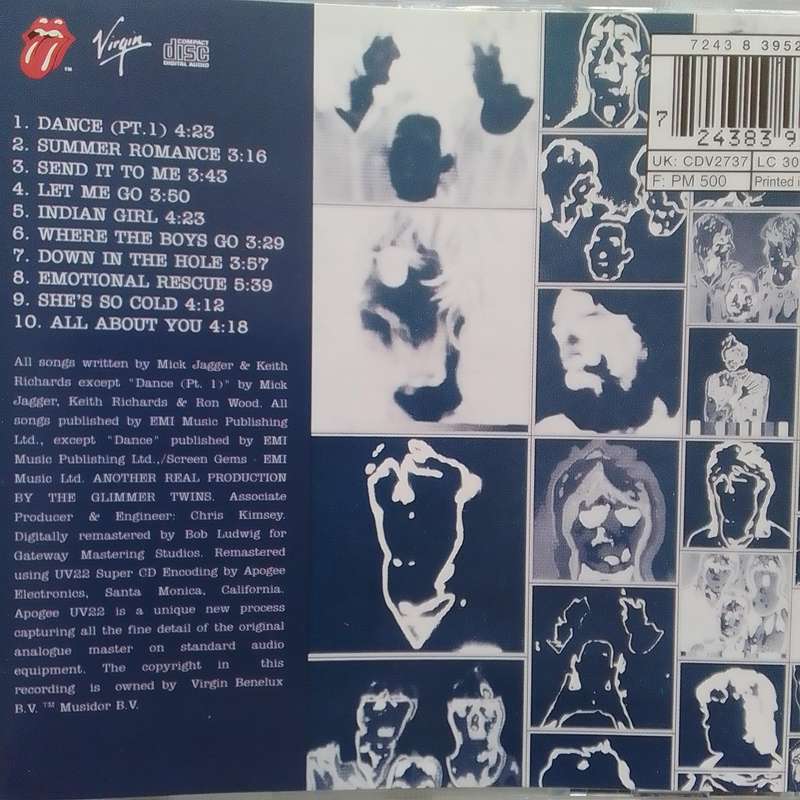 Virgin
COMPACT
disc
DIGITAL AUDIO
TM
1. DANCE (PT.1) 4:23
2. SUMMER ROMANCE 3:16
3. SEND IT TO ME 3:43
4. LET ME GO 3:50
5. INDIAN GIRL 4:23
6. WHERE THE BOYS GO 3:29
7. DOWN IN THE HOLE 3:57
8. EMOTIONAL RESCUE 5:39
9. SHE'S SO COLD 4:12
10. ALL ABOUT YOU 4:18
All songs written by Mick Jagger & Keith
Richards except "Dance (Pt. 1)" by Mick
Jagger, Keith Richards & Ron Wood. All
songs published by EMI Music Publishing
Ltd., except "Dance" published by EMI
Music Publishing Ltd.,/Screen Gems - EMI
Music Ltd. ANOTHER REAL PRODUCTION
BY THE GLIMMER TWINS. Associate
Producer & Engineer: Chris Kimsey.
Digitally remastered by Bob Ludwig for
Gateway Mastering Studios. Remastered
using UV22 Super CD Encoding by Apogee
Electronics, Santa Monica, California.
Apogee UV22 is a unique new process
capturing all the fine detail of the original
analogue master on standard audio
equipment. The copyright in this
recording is owned by Virgin Benelux
B.V. ™ Musidor B.V.
7243 8 3952
7 24383 9
UK: CDV2737 LC 30
F: PM 500 Printed